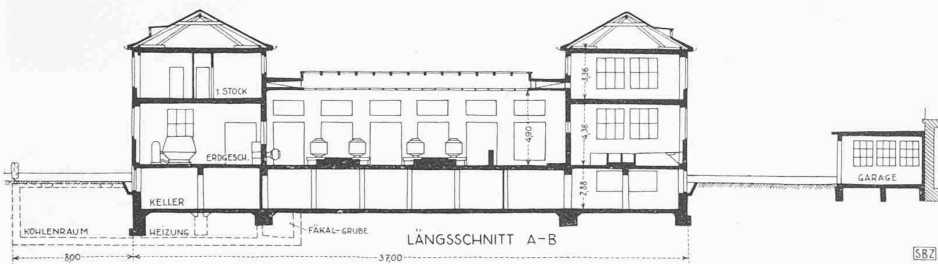 1. STOCK
3,36
4,90
4,38
ERDGESCH.
2,88
KELLER
GARAGE
KOHLENRAUM
HEIZUNG
FÄKAL-GRUBE
LÄNGSSCHNITT A-B
8,00
37,00
SBZ